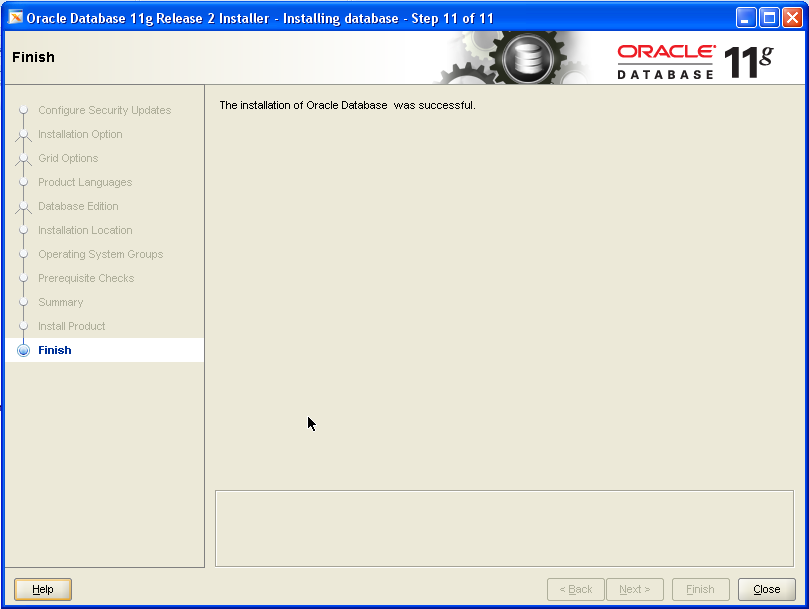 Oracle Database 11g Release 2 Installer - Installing database - Step 11 of 11
Finish
ORACLE
DATABASE
11g
Configure Security Updates
Installation Option
Grid Options
Product Languages
Database Edition
Installation Location
Operating System Groups
Prerequisite Checks
Summary
Install Product
Finish
The installation of Oracle Database  was successful.
Help
< Back
Next >
Finish
Close